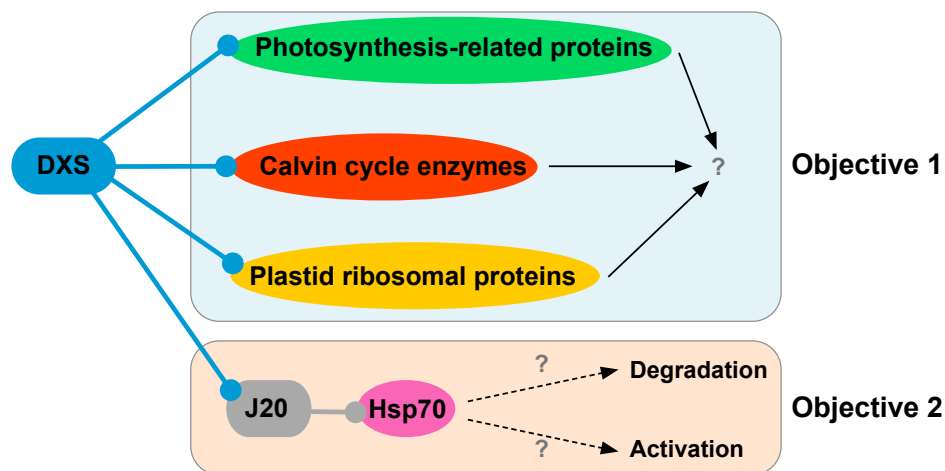 Photosynthesis-related proteins
DXS
Calvin cycle enzymes
?
Objective 1
Plastid ribosomal proteins
?
Degradation
J20
Hsp70
Objective 2
?
Activation